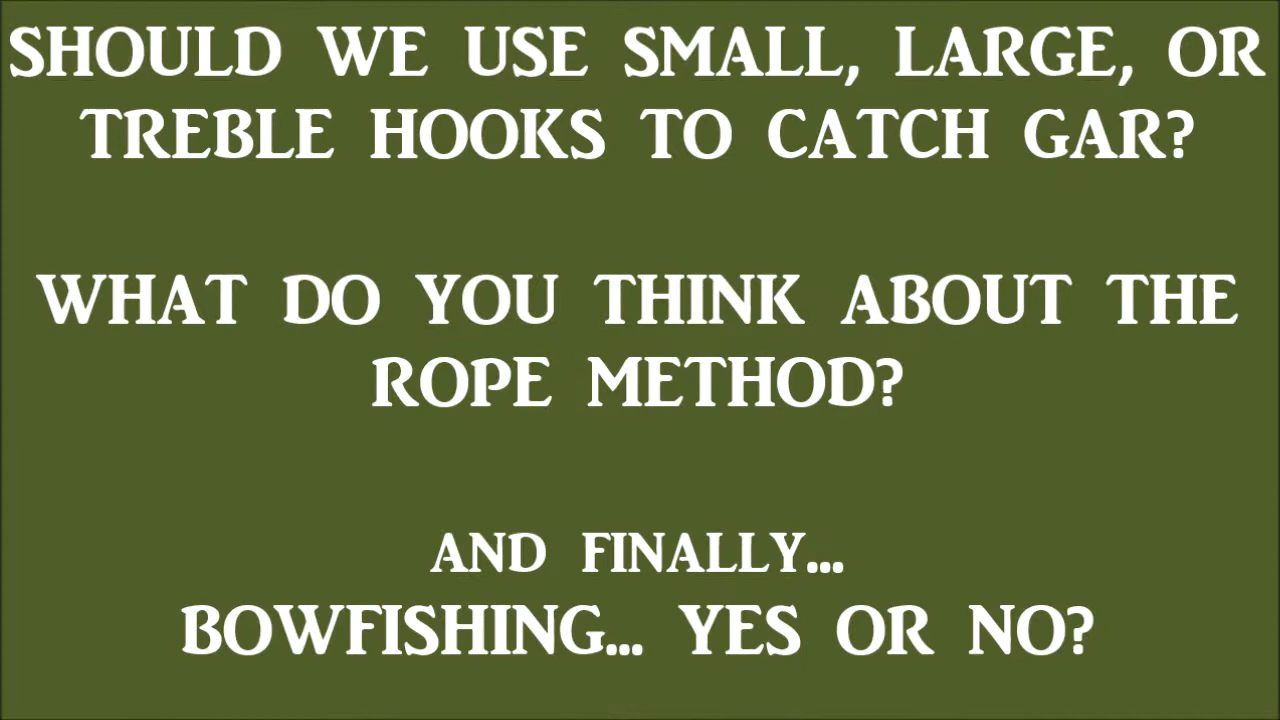 SHOULD WE USE SMALL, LARGE, OR
TREBLE HOOKS TO CATCH GAR?
WHAT DO YOU THINK ABOUT THE
ROPE METHOD?
AND FINALLY...
BOWFISHING... YES OR NO?